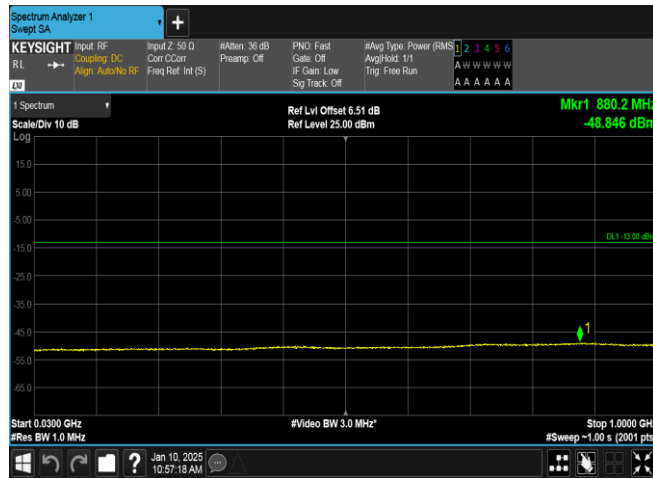 Spectrum Analyzer 1
Swept SA
KEYSIGHT
RL
LXI
Input: RF
Coupling: DC
Align: Auto/No RF
Input Z: 50 Ω
Corr CCorr
Freq Ref: Int (S)
#Atten: 36 dB
Preamp: Off
PNO: Fast
Gate: Off
IF Gain: Low
Sig Track: Off
#Avg Type: Power (RMS
Avg|Hold: 1/1
Trig: Free Run
1 2 3 4 5 6
A W W W W W
A A A A A A
1 Spectrum
Scale/Div 10 dB
Ref Lvl Offset 6.51 dB
Ref Level 25.00 dBm
Mkr1 880.2 MHz
-48.846 dBm
Log
15.0
5.00
-5.00
DL1 -13.00 dBm
-15.0
-25.0
-35.0
-45.0
1
-55.0
-65.0
Start 0.0300 GHz
#Res BW 1.0 MHz
#Video BW 3.0 MHz*
Stop 1.0000 GHz
#Sweep ~1.00 s (2001 pts
Jan 10, 2025
10:57:18 AM